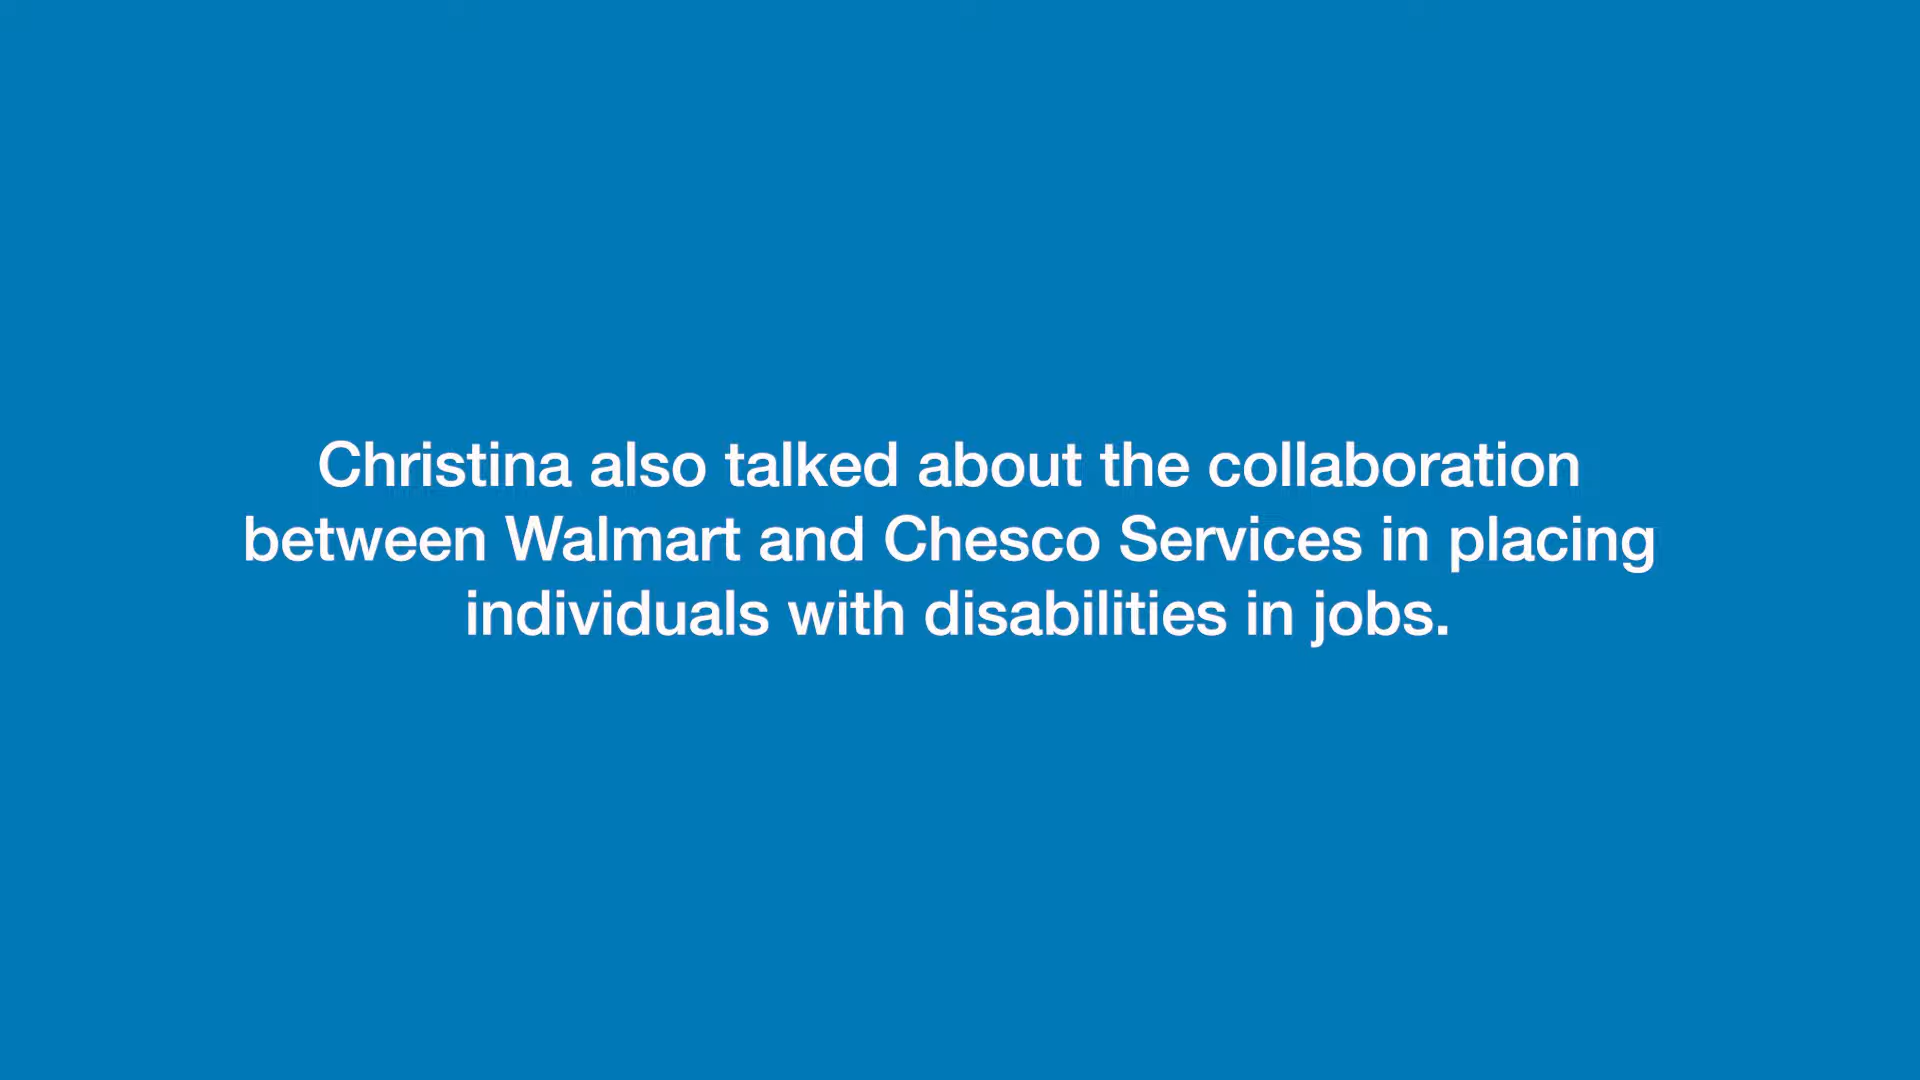 Christina also talked about the collaboration
between Walmart and Chesco Services in placing
individuals with disabilities in jobs.